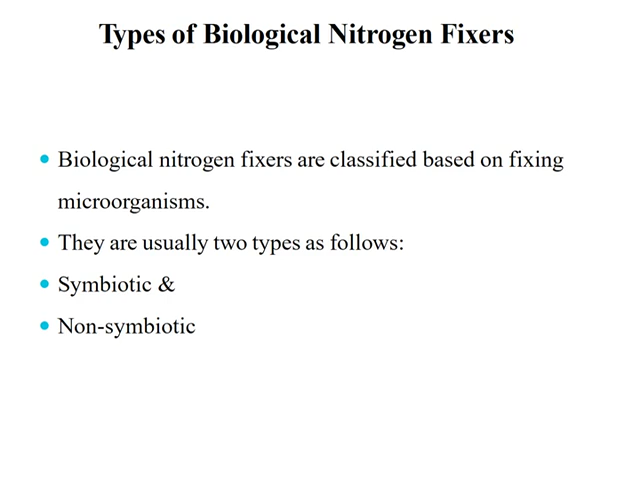 Types of Biological Nitrogen Fixers
• Biological nitrogen fixers are classified based on fixing
microorganisms.
• They are usually two types as follows:
• Symbiotic &
• Non-symbiotic